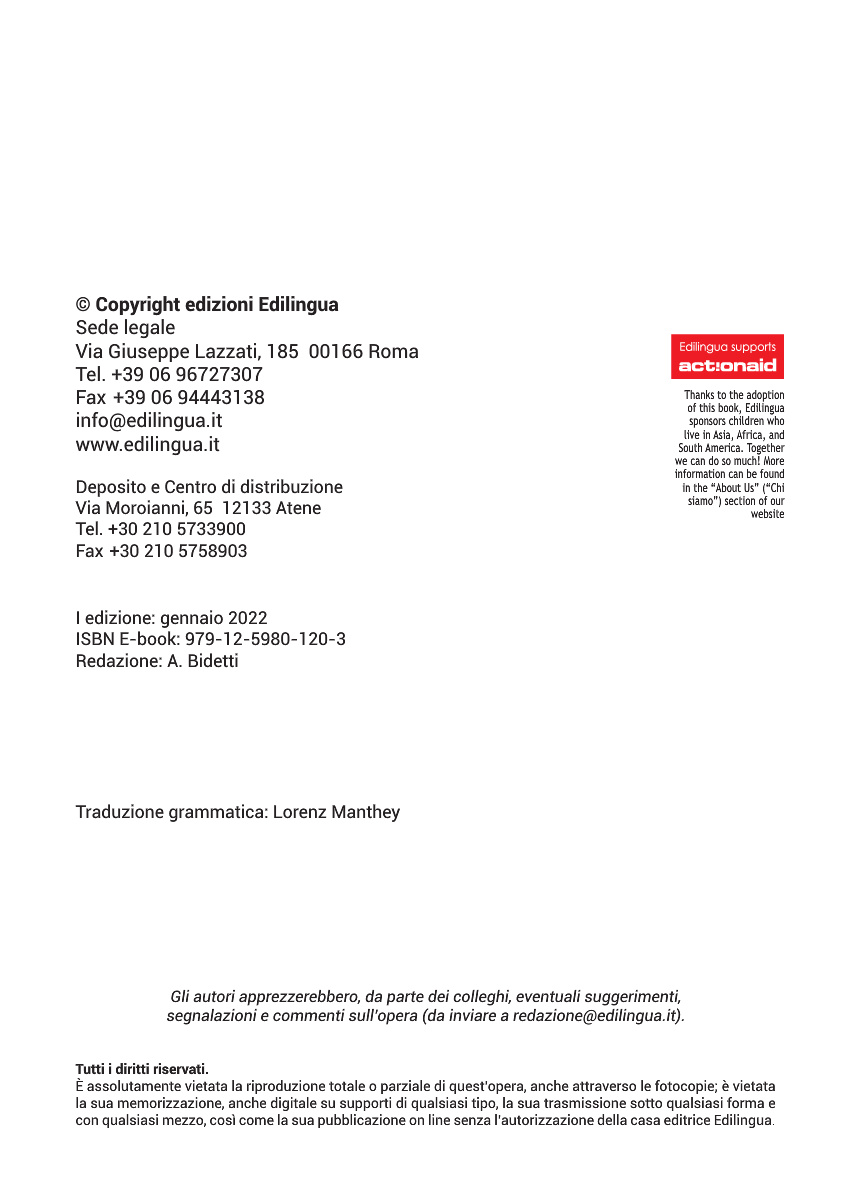 © Copyright edizioni Edilingua
Sede legale
Via Giuseppe Lazzati, 185 00166 Roma
Tel. +39 06 96727307
Fax +39 06 94443138
info@edilingua.it
www.edilingua.it
Deposito e Centro di distribuzione
Via Moroianni, 65 12133 Atene
Tel. +30 210 5733900
Fax +30 210 5758903
I edizione: gennaio 2022
ISBN E-book: 979-12-5980-120-3
Redazione: A. Bidetti
Edilingua supports
act!onaid
Thanks to the adoption
of this book, Edilingua
sponsors children who
live in Asia, Africa, and
South America. Together
we can do so much! More
information can be found
in the “About Us” (“Chi
siamo”) section of our
website
Traduzione grammatica: Lorenz Manthey
Gli autori apprezzerebbero, da parte dei colleghi, eventuali suggerimenti,
segnalazioni e commenti sull'opera (da inviare a redazione@edilingua.it).
Tutti i diritti riservati.
È assolutamente vietata la riproduzione totale o parziale di quest'opera, anche attraverso le fotocopie; è vietata
la sua memorizzazione, anche digitale su supporti di qualsiasi tipo, la sua trasmissione sotto qualsiasi forma e
con qualsiasi mezzo, così come la sua pubblicazione on line senza l'autorizzazione della casa editrice Edilingua.